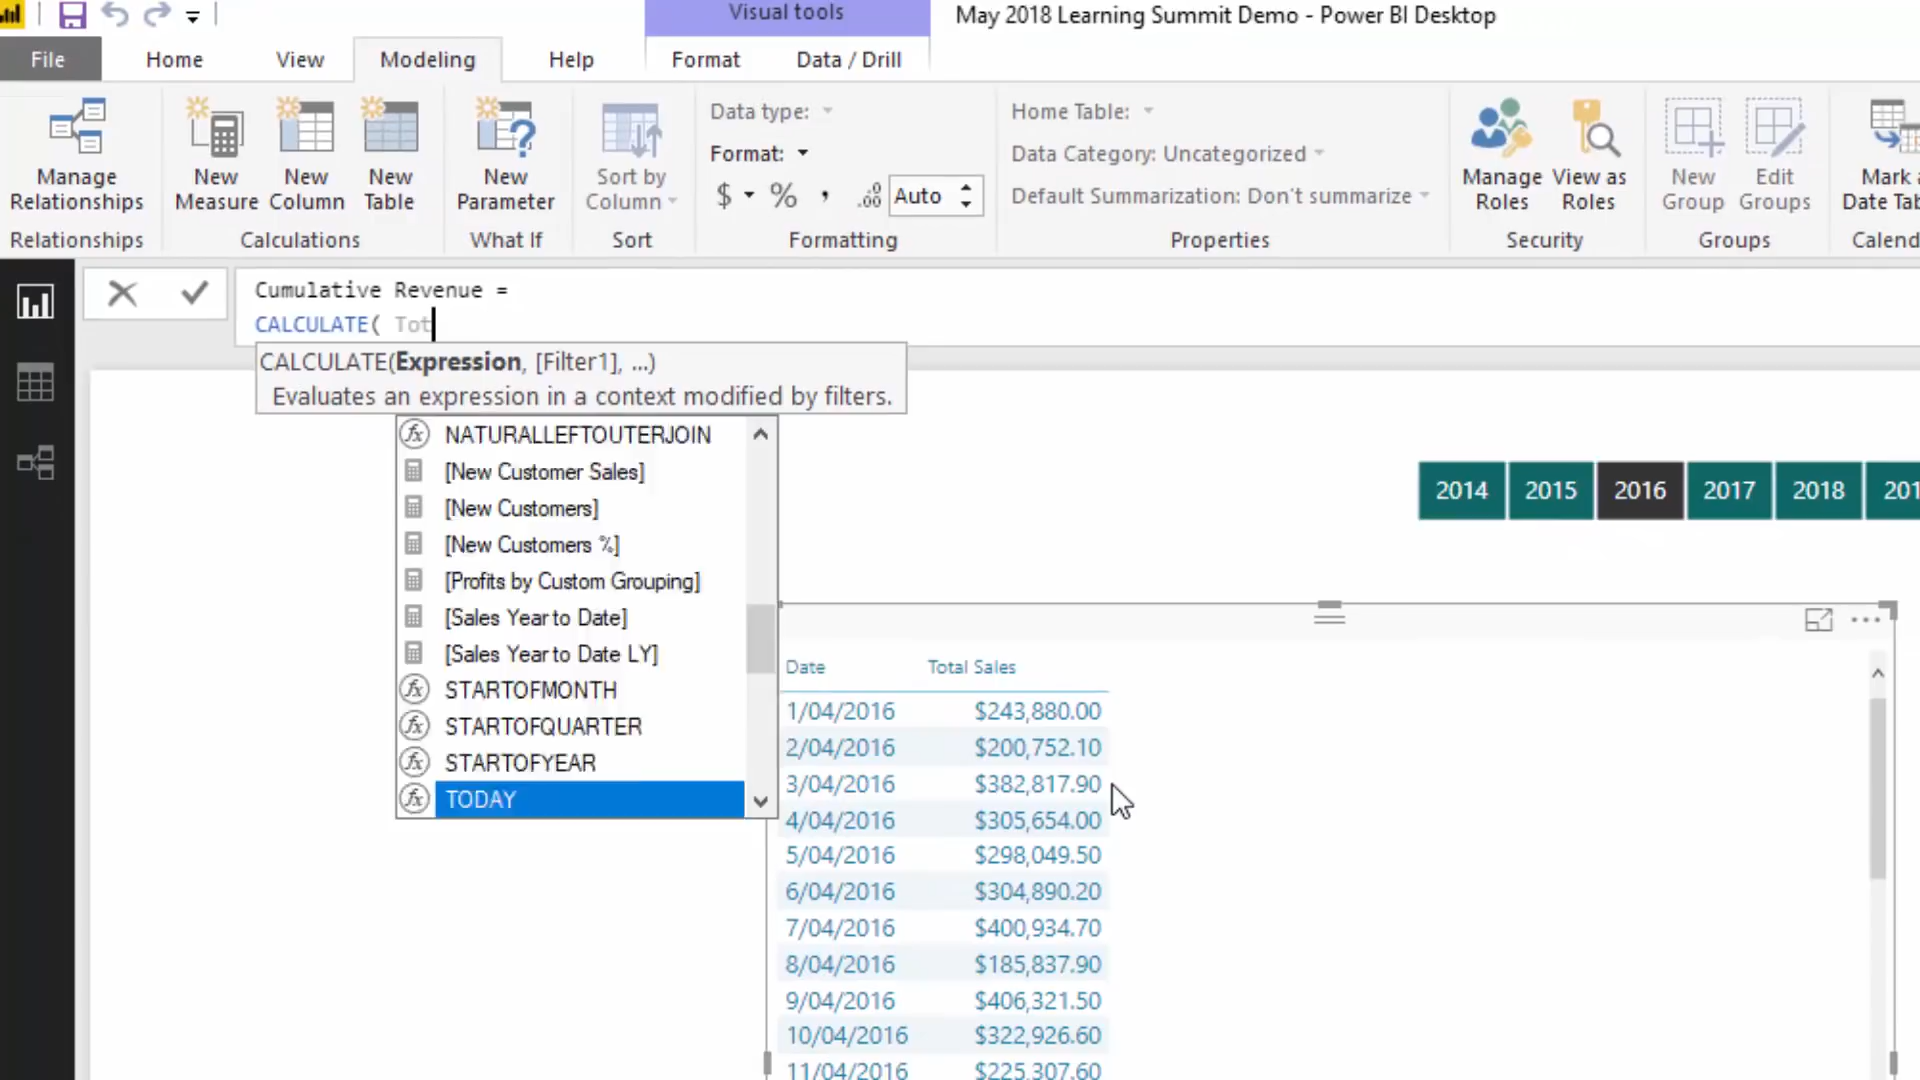 Visual tools
May 2018 Learning Summit Demo - Power BI Desktop
File Home View Modeling Help Format Data / Drill
Manage Relationships
New Measure
New Column
New Table
New Parameter
Sort by Column
Data type:
Format:
$ % , .00 Auto
Home Table:
Data Category: Uncategorized
Default Summarization: Don't summarize
Manage Roles
View as Roles
New Group
Edit Groups
Mark a
Date Tab
Relationships Calculations What If Sort Formatting Properties Security Groups Calend
Cumulative Revenue =
CALCULATE( Tot
CALCULATE(Expression, [Filter1], ...)
Evaluates an expression in a context modified by filters.
NATURALLEFTOUTERJOIN
[New Customer Sales]
[New Customers]
[New Customers %]
[Profits by Custom Grouping]
[Sales Year to Date]
[Sales Year to Date LY]
STARTOFMONTH
STARTOFQUARTER
STARTOFYEAR
TODAY
2014 2015 2016 2017 2018 201
Date Total Sales
1/04/2016 $243,880.00
2/04/2016 $200,752.10
3/04/2016 $382,817.90
4/04/2016 $305,654.00
5/04/2016 $298,049.50
6/04/2016 $304,890.20
7/04/2016 $400,934.70
8/04/2016 $185,837.90
9/04/2016 $406,321.50
10/04/2016 $322,926.60
11/04/2016 $225,307.60